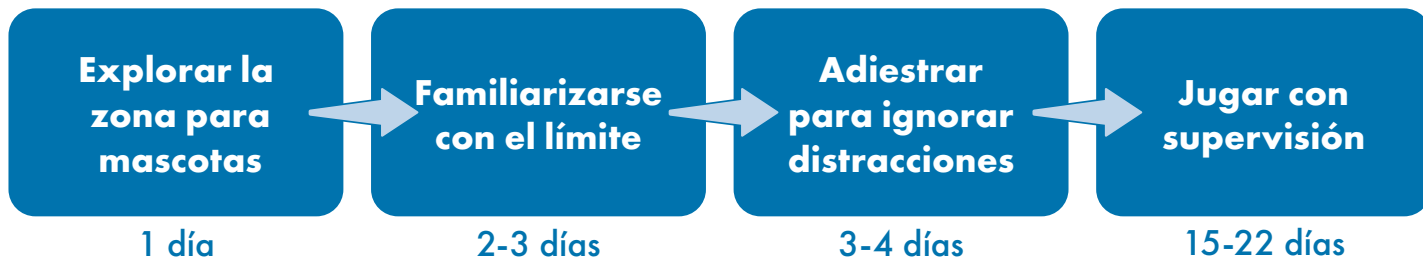 Explorar la
zona para
mascotas
Familiarizarse
con el límite
Adiestrar
para ignorar
distracciones
Jugar con
supervisión
1 día
2-3 días
3-4 días
15-22 días